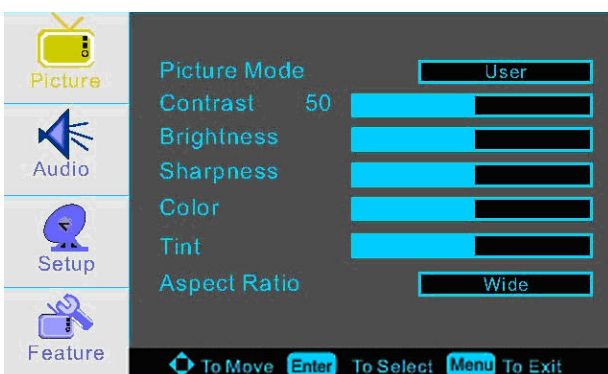 Picture
Audio
Setup
Feature
Picture Mode User
Contrast 50
Brightness
Sharpness
Color
Tint
Aspect Ratio Wide
To Move Enter To Select Menu To Exit